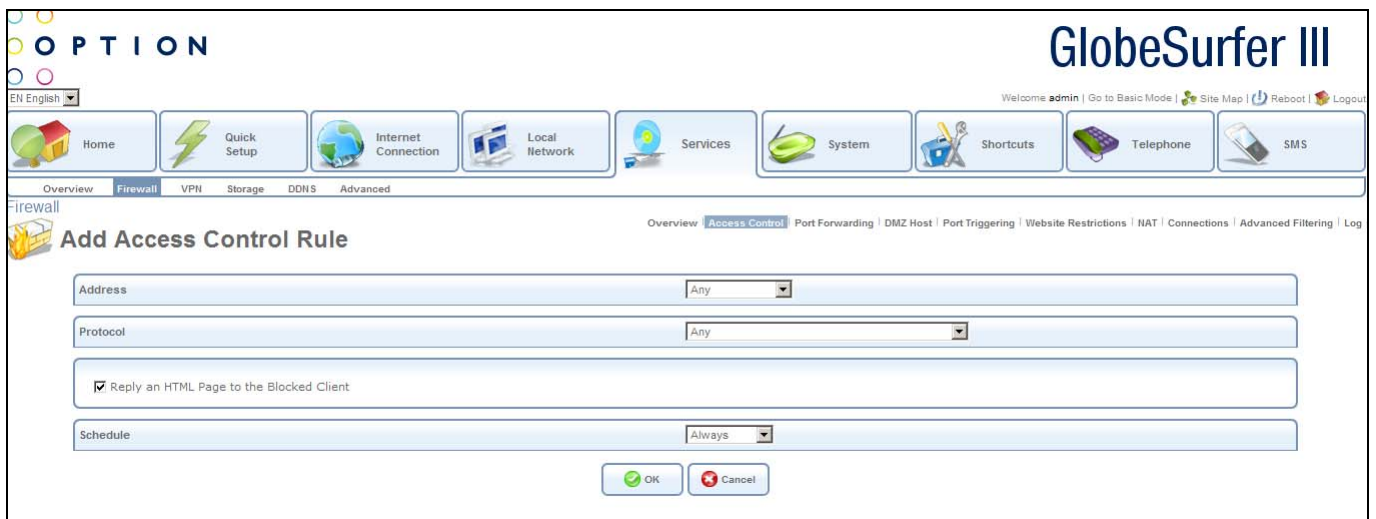 OPTION
GlobeSurfer III
EN English
Welcome admin | Go to Basic Mode | Site Map | Reboot | Logout
Home
Quick Setup
Internet Connection
Local Network
Services
System
Shortcuts
Telephone
SMS
Overview Firewall VPN Storage DDNS Advanced
Firewall
Overview | Access Control | Port Forwarding | DMZ Host | Port Triggering | Website Restrictions | NAT | Connections | Advanced Filtering | Log
Add Access Control Rule
Address Any
Protocol Any
Reply an HTML Page to the Blocked Client
Schedule Always
OK Cancel